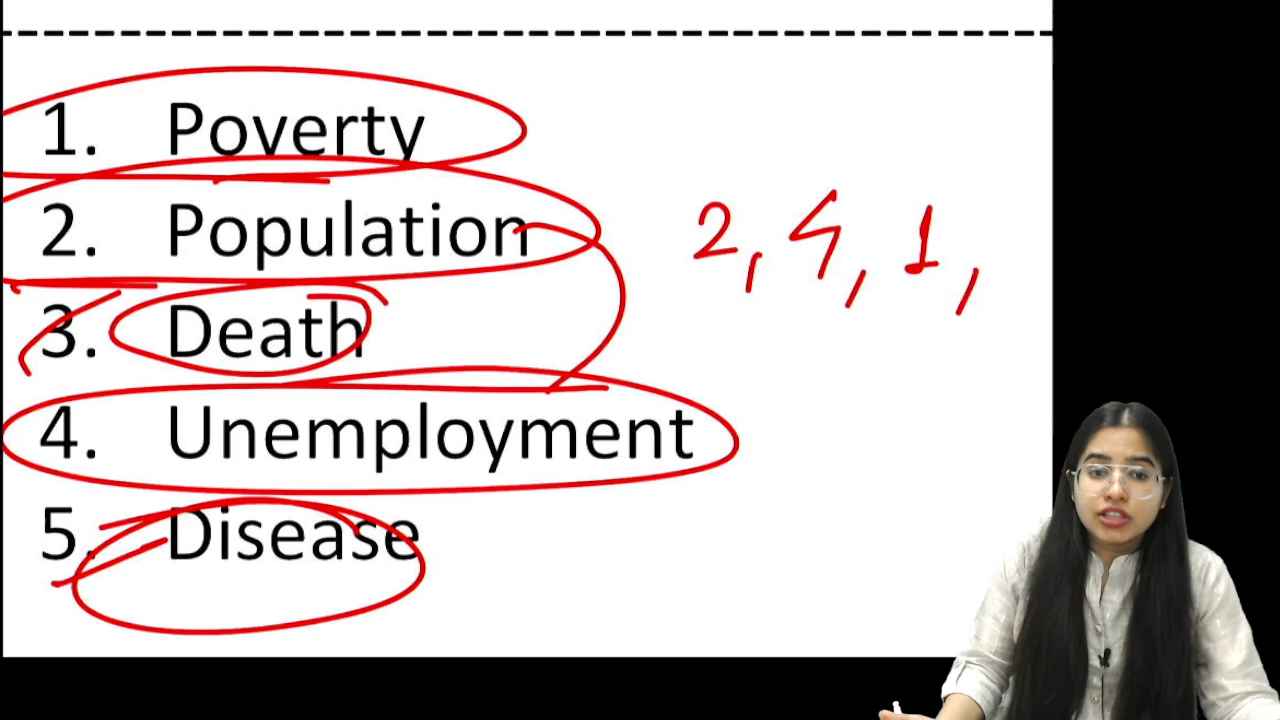 1. Poverty
2. Population
3. Death
4. Unemployment
5. Disease
2, 4, 1,